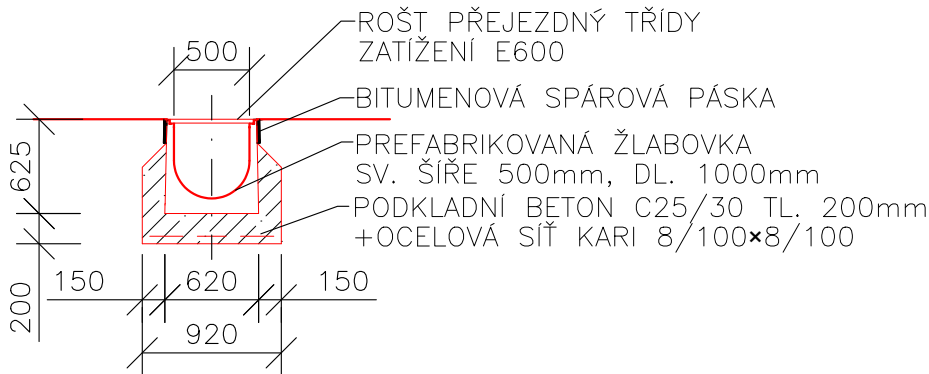 ROŠT PŘEJEZDNÝ TŘÍDY
ZATÍŽENÍ E600
500
BITUMENOVÁ SPÁROVÁ PÁSKA
PREFABRIKOVANÁ ŽLABOVKA
SV. ŠÍŘE 500mm, DL. 1000mm
625
PODKLADNÍ BETON C25/30 TL. 200mm
+OCELOVÁ SÍŤ KARI 8/100×8/100
200
150
620
150
920